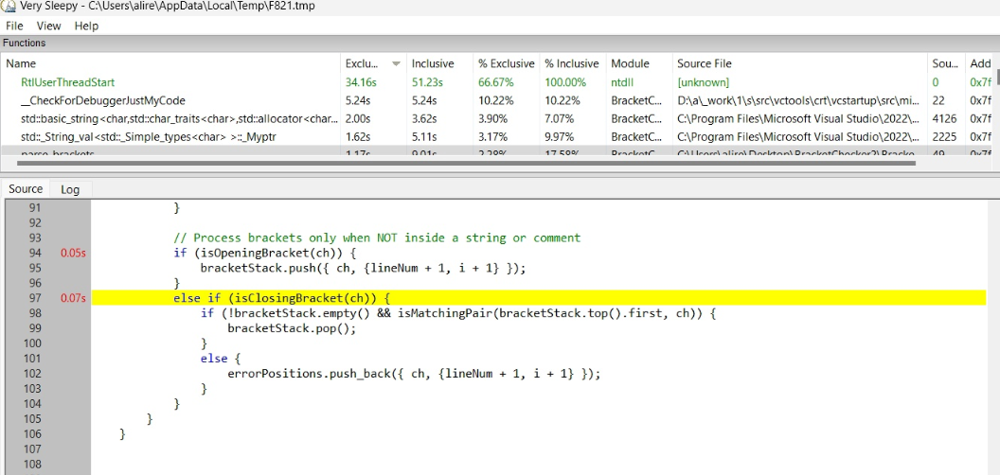 Very Sleepy - C:\Users\alire\AppData\Local\Temp\F821.tmp
File View Help
Functions
Name Exclu... Inclusive % Exclusive % Inclusive Module Source File Sou... Add
RtlUserThreadStart 34.16s 51.23s 66.67% 100.00% ntdll [unknown] 0 0x7f
__CheckForDebuggerJustMyCode 5.24s 5.24s 10.22% 10.22% BracketC... D:\a\_work\1\s\src\vctools\crt\vcstartup\src\mi... 22 0x7f
std::basic_string<char,std::char_traits<char>,std::allocator<char... 2.00s 3.62s 3.90% 7.07% BracketC... C:\Program Files\Microsoft Visual Studio\2022\... 4126 0x7f
std::_String_val<std::_Simple_types<char> >::_Myptr 1.62s 5.11s 3.17% 9.97% BracketC... C:\Program Files\Microsoft Visual Studio\2022\... 2225 0x7f
parse_brackets 1.17s 9.01s 2.28% 17.58% BracketC... C:\Users\alire\Desktop\BracketChecker2\Bracke... 49 0x7f
Source Log
91 }
92
93 // Process brackets only when NOT inside a string or comment
94 0.05s if (isOpeningBracket(ch)) {
95 bracketStack.push({ ch, {lineNum + 1, i + 1} });
96 }
97 0.07s else if (isClosingBracket(ch)) {
98 if (!bracketStack.empty() && isMatchingPair(bracketStack.top().first, ch)) {
99 bracketStack.pop();
100 }
101 else {
102 errorPositions.push_back({ ch, {lineNum + 1, i + 1} });
103 }
104 }
105 }
106 }
107
108